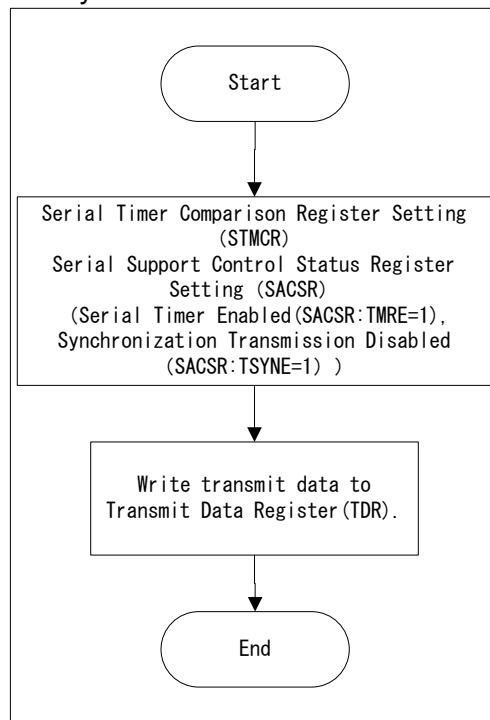 Start
Serial Timer Comparison Register Setting
(STMCR)
Serial Support Control Status Register
Setting (SACSR)
(Serial Timer Enabled(SACSR:TMRE=1),
Synchronization Transmission Disabled
(SACSR:TSYNE=1) )
Write transmit data to
Transmit Data Register(TDR).
End